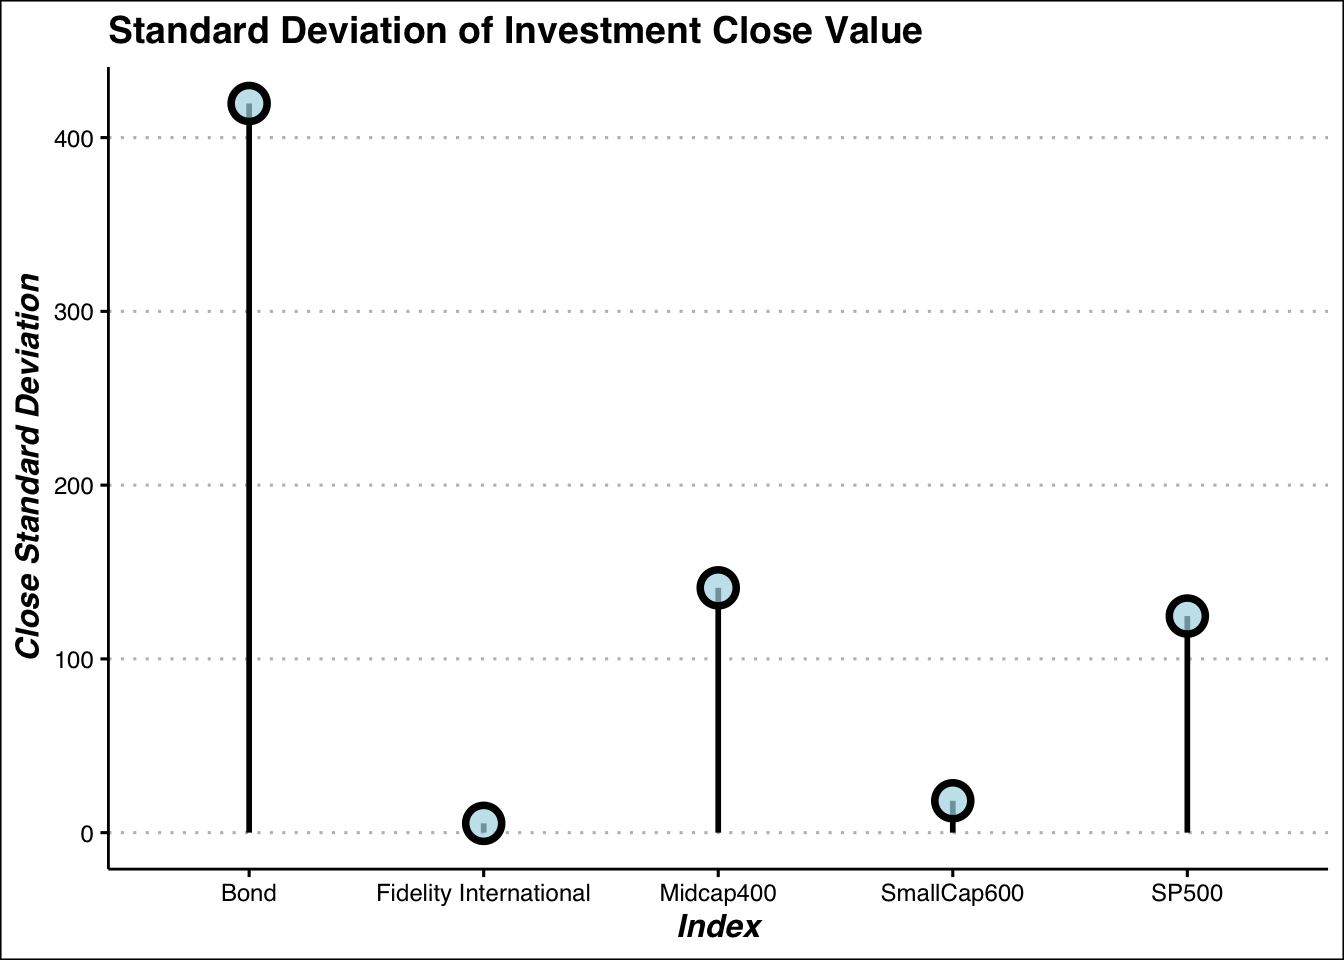 Standard Deviation of Investment Close Value
Close Standard Deviation
400
300
200
100
0
Bond
Fidelity International
Midcap400
SmallCap600
SP500
Index